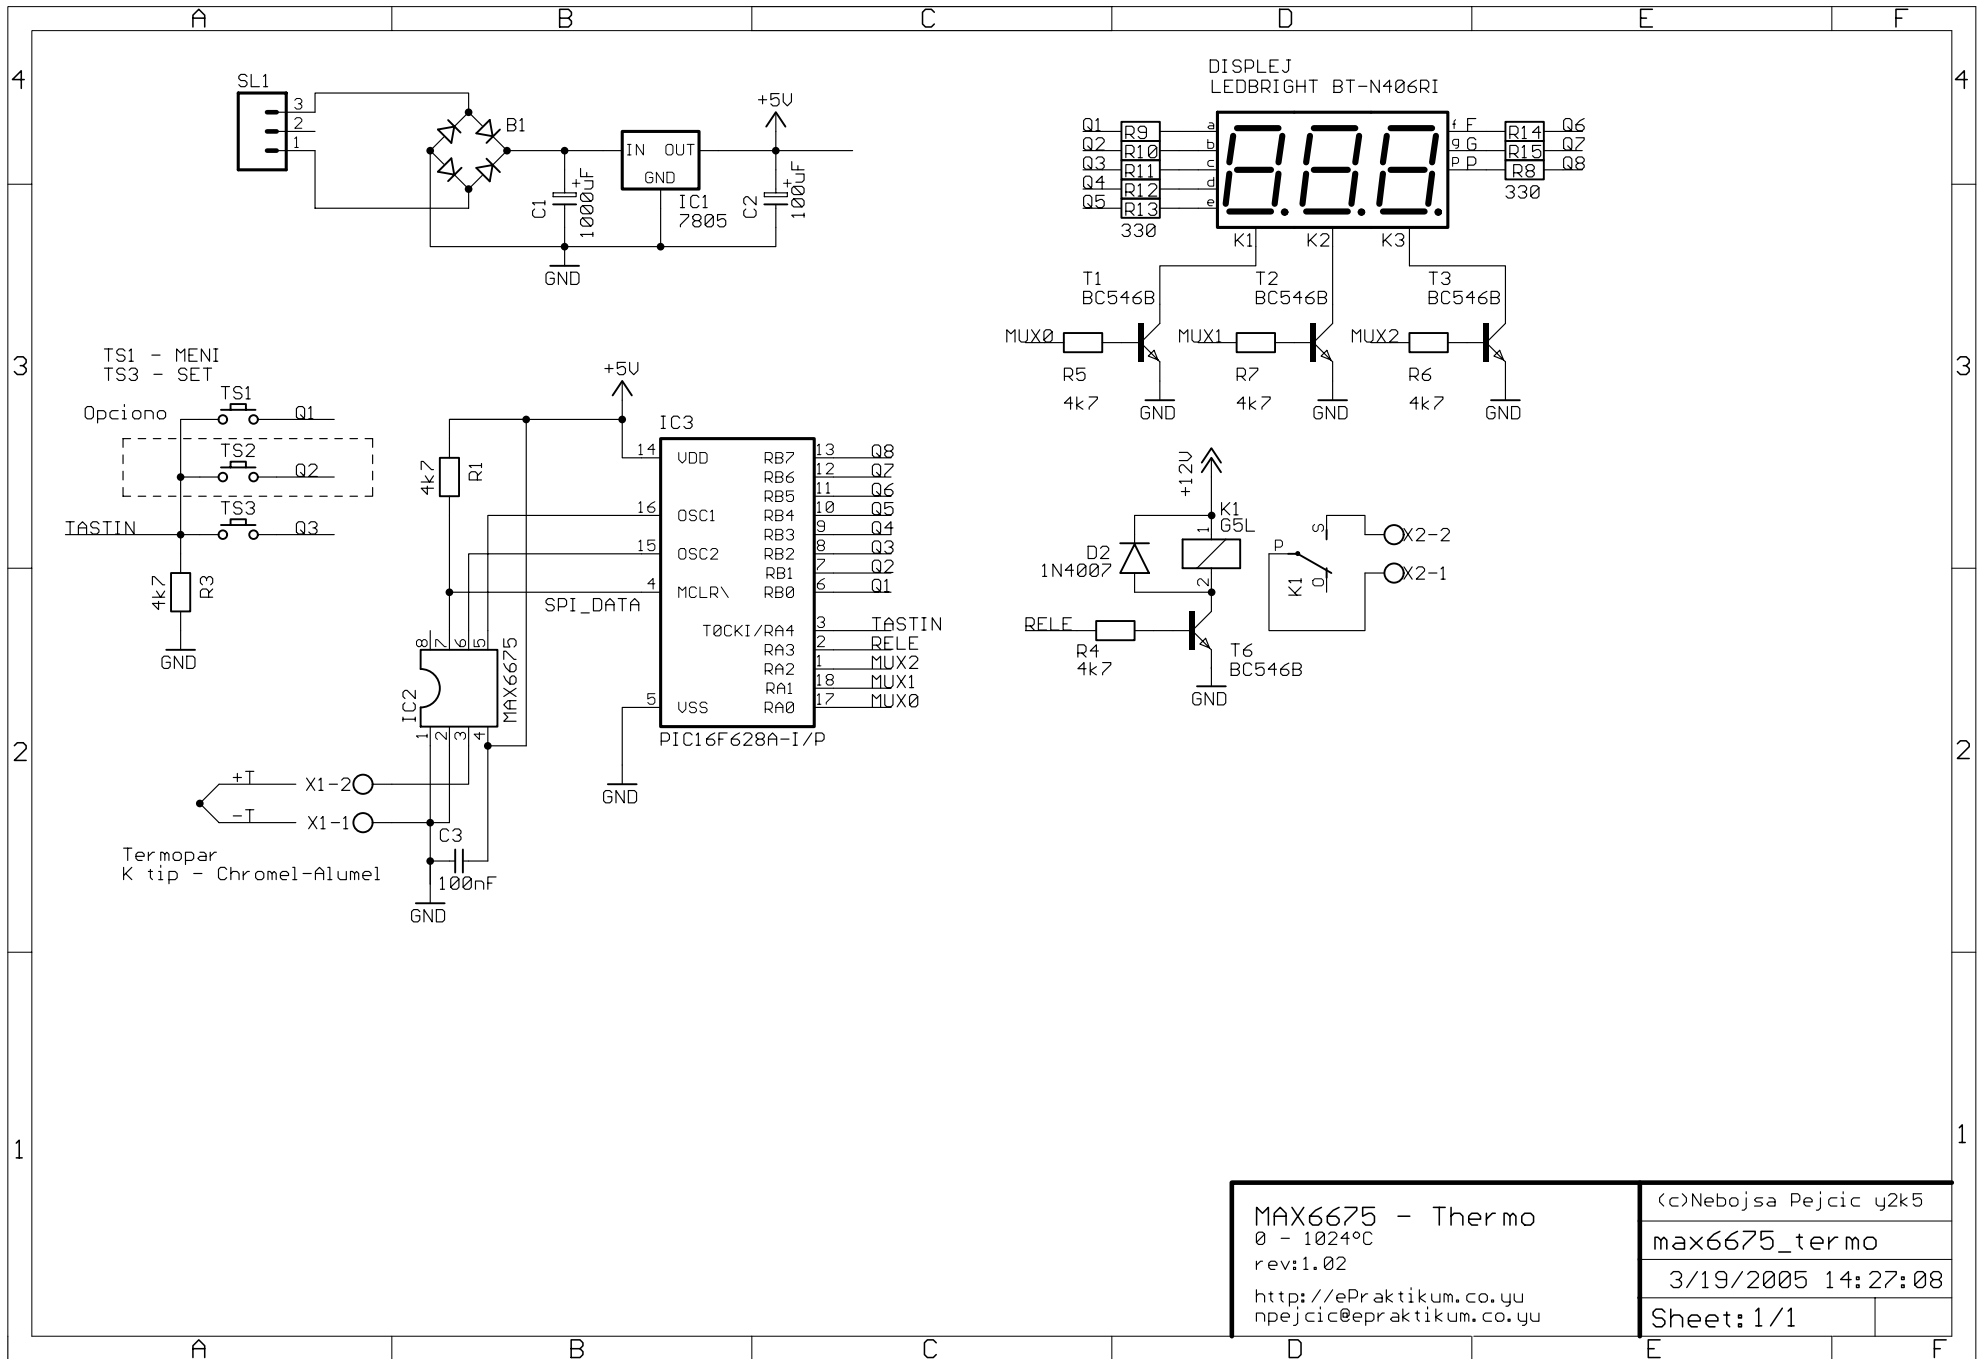 A B C D E F
4 4
3 3
2 2
1 1
A B C D E F
SL1
3
2
1
B1
C1
1000uF
+
IN OUT
GND
IC1
7805
+5V
C2
100uF
+
GND
DISPLEJ
LEDBRIGHT BT-N406RI
Q1 R9 a
Q2 R10 b
Q3 R11 c
Q4 R12 d
Q5 R13 e
330
f F R14 Q6
g G R15 Q7
p P R8 Q8
330
K1 K2 K3
T1
BC546B
T2
BC546B
T3
BC546B
MUX0
R5
4k7
GND
MUX1
R7
4k7
GND
MUX2
R6
4k7
GND
TS1 - MENI
TS3 - SET
Opciono
TS1
Q1
TS2
Q2
TS3
Q3
TASTIN
4k7
R3
GND
+5V
4k7
R1
IC3
14 VDD
16 OSC1
15 OSC2
4 MCLR\
5 VSS
RB7 13 Q8
RB6 12 Q7
RB5 11 Q6
RB4 10 Q5
RB3 9 Q4
RB2 8 Q3
RB1 7 Q2
RB0 6 Q1
T0CKI/RA4 3 TASTIN
RA3 2 RELE
RA2 1 MUX2
RA1 18 MUX1
RA0 17 MUX0
PIC16F628A-I/P
SPI_DATA
GND
8 7 6 5
IC2
MAX6675
1 2 3 4
+T X1-2
-T X1-1
Termopar
K tip - Chromel-Alumel
C3
100nF
GND
+12V
K1
G5L
1
2
D2
1N4007
RELE
R4
4k7
T6
BC546B
GND
P
S
O
K1
X2-2
X2-1
MAX6675 - Thermo
0 - 1024°C
rev:1.02
http://ePraktikum.co.yu
npejcic@epraktikum.co.yu
(c)Nebojsa Pejcic y2k5
max6675_termo
3/19/2005 14:27:08
Sheet: 1/1